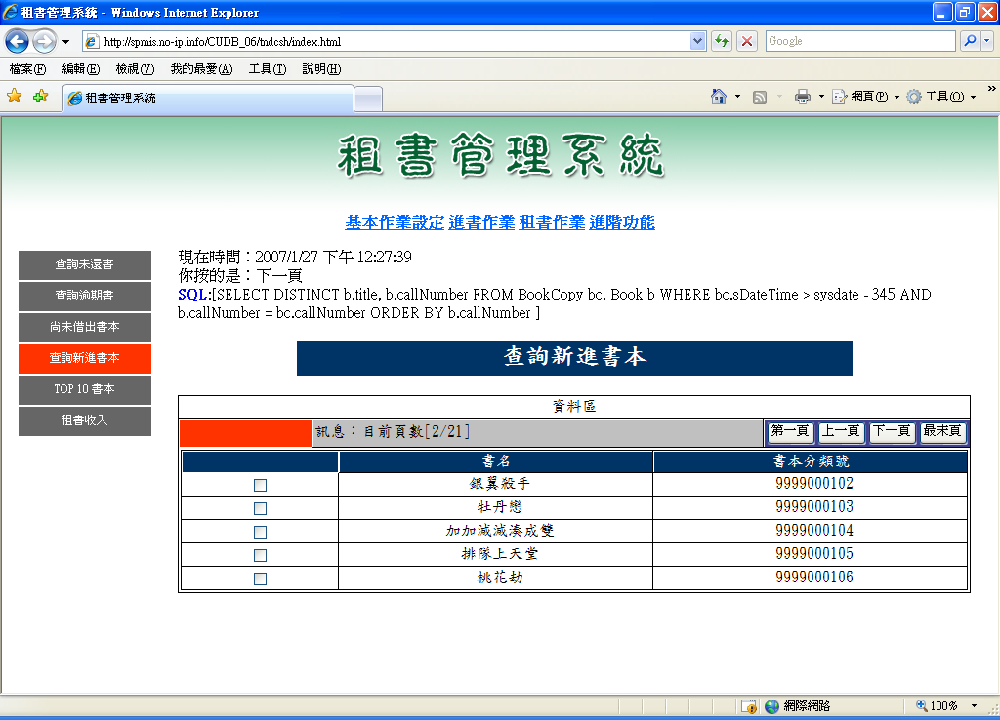 租書管理系統 - Windows Internet Explorer
http://spmis.no-ip.info/CUDB_06/tndcsh/index.html
Google
檔案(F) 編輯(E) 檢視(V) 我的最愛(A) 工具(T) 說明(H)
租書管理系統
網頁(P) 工具(O) »
租書管理系統
基本作業設定 進書作業 租書作業 進階功能
查詢未還書
查詢逾期書
尚未借出書本
查詢新進書本
TOP 10 書本
租書收入
現在時間：2007/1/27 下午 12:27:39
你按的是：下一頁
SQL:[SELECT DISTINCT b.title, b.callNumber FROM BookCopy bc, Book b WHERE bc.sDateTime > sysdate - 345 AND
b.callNumber = bc.callNumber ORDER BY b.callNumber ]
查詢新進書本
資料區
訊息：目前頁數[2/21] 第一頁 上一頁 下一頁 最末頁
書名 書本分類號
銀翼殺手 9999000102
牡丹戀 9999000103
加加減減湊成雙 9999000104
排隊上天堂 9999000105
桃花劫 9999000106
網際網路 100%